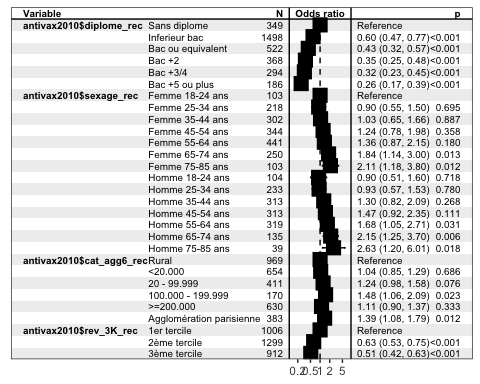 Variable N Odds ratio p
antivax2010$diplome_rec Sans diplome 349 Reference
Inferieur bac 1498 0.60 (0.47, 0.77)<0.001
Bac ou equivalent 522 0.43 (0.32, 0.57)<0.001
Bac +2 368 0.35 (0.25, 0.48)<0.001
Bac +3/4 294 0.32 (0.23, 0.45)<0.001
Bac +5 ou plus 186 0.26 (0.17, 0.39)<0.001
antivax2010$sexage_rec Femme 18-24 ans 103 Reference
Femme 25-34 ans 218 0.90 (0.55, 1.50) 0.695
Femme 35-44 ans 302 1.03 (0.65, 1.66) 0.887
Femme 45-54 ans 344 1.24 (0.78, 1.98) 0.358
Femme 55-64 ans 441 1.36 (0.87, 2.15) 0.180
Femme 65-74 ans 250 1.84 (1.14, 3.00) 0.013
Femme 75-85 ans 103 2.11 (1.18, 3.80) 0.012
Homme 18-24 ans 104 0.90 (0.51, 1.60) 0.718
Homme 25-34 ans 233 0.93 (0.57, 1.53) 0.780
Homme 35-44 ans 313 1.30 (0.82, 2.09) 0.268
Homme 45-54 ans 313 1.47 (0.92, 2.35) 0.111
Homme 55-64 ans 319 1.68 (1.05, 2.71) 0.031
Homme 65-74 ans 135 2.15 (1.25, 3.70) 0.006
Homme 75-85 ans 39 2.63 (1.20, 6.01) 0.018
antivax2010$cat_agg6_rec Rural 969 Reference
<20.000 654 1.04 (0.85, 1.29) 0.686
20 - 99.999 411 1.24 (0.98, 1.58) 0.076
100.000 - 199.999 170 1.48 (1.06, 2.09) 0.023
>=200.000 630 1.11 (0.90, 1.37) 0.333
Agglomération parisienne 383 1.39 (1.08, 1.79) 0.012
antivax2010$rev_3K_rec 1er tercile 1006 Reference
2ème tercile 1299 0.63 (0.53, 0.75)<0.001
3ème tercile 912 0.51 (0.42, 0.63)<0.001
0.2 0.5 1 2 5